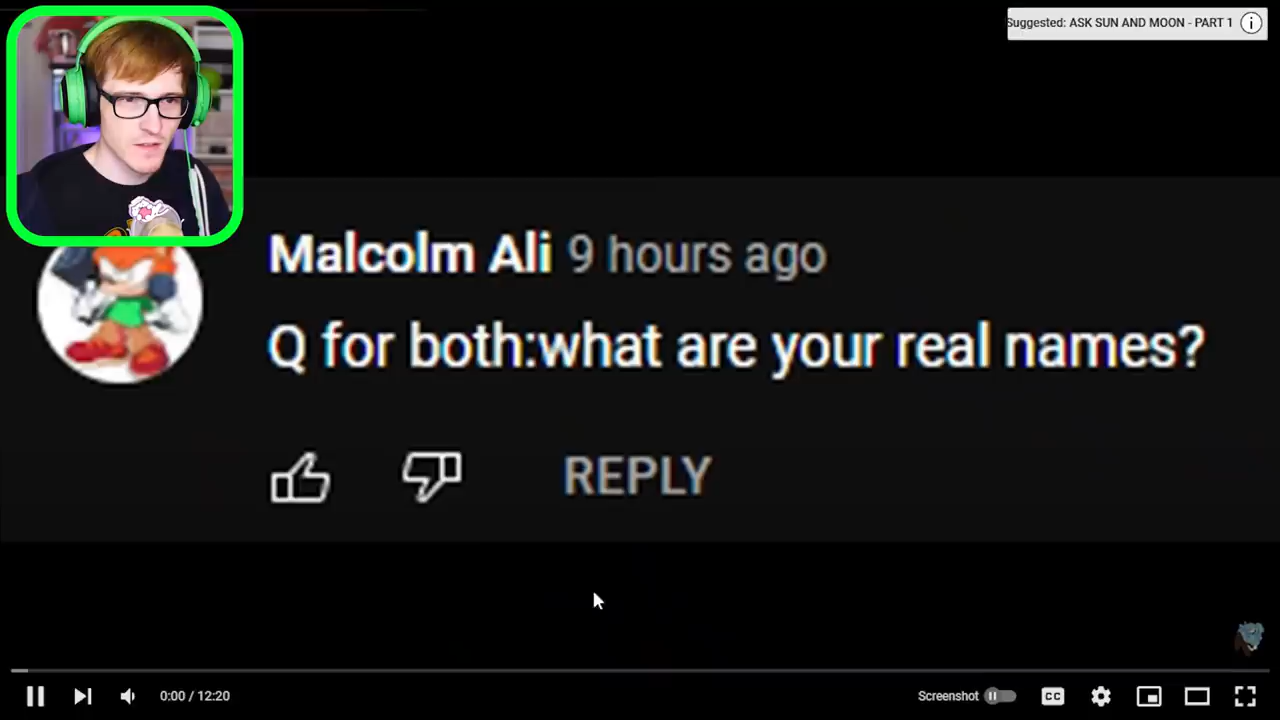 Suggested: ASK SUN AND MOON - PART 1
Malcolm Ali 9 hours ago
Q for both:what are your real names?
REPLY
0:00 / 12:20
Screenshot
CC